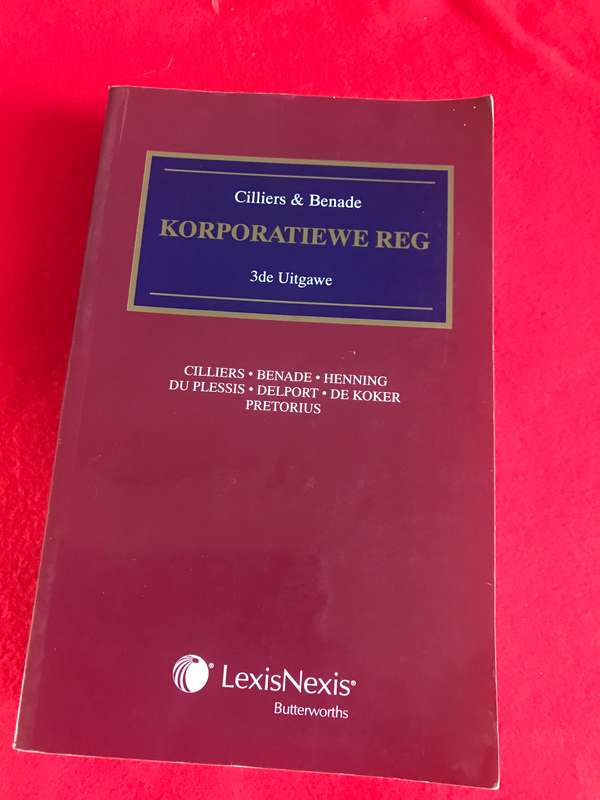 Cilliers & Benade
KORPORATIEWE REG
3de Uitgawe
CILLIERS • BENADE • HENNING
DU PLESSIS • DELPORT • DE KOKER
PRETORIUS
LexisNexis®
Butterworths